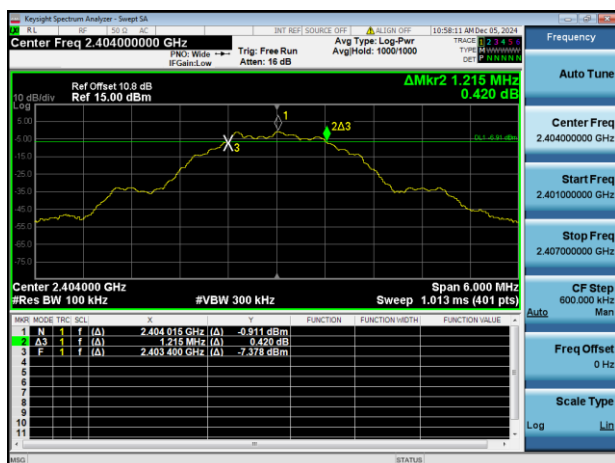 Keysight Spectrum Analyzer - Swept SA
RL RF 50 Ω AC INT REF SOURCE OFF ALIGN OFF 10:58:11 AM Dec 05, 2024
Center Freq 2.404000000 GHz
PNO: Wide
IFGain:Low
Trig: Free Run
Atten: 16 dB
Avg Type: Log-Pwr
Avg|Hold: 1000/1000
TRACE 1 2 3 4 5 6
TYPE MWWWWW
DET P N N N N N
Ref Offset 10.8 dB
Ref 15.00 dBm
10 dB/div
Log
ΔMkr2 1.215 MHz
0.420 dB
5.00
-5.00
-15.0
-25.0
-35.0
-45.0
-55.0
-65.0
-75.0
1
2Δ3
3
DL1 -6.91 dBm
Center 2.404000 GHz
Span 6.000 MHz
#Res BW 100 kHz
#VBW 300 kHz
Sweep 1.013 ms (401 pts)
MKR MODE TRC SCL X Y FUNCTION FUNCTION WIDTH FUNCTION VALUE
1 N 1 f (Δ) 2.404 015 GHz (Δ) -0.911 dBm
2 Δ3 1 f (Δ) 1.215 MHz (Δ) 0.420 dB
3 F 1 f (Δ) 2.403 400 GHz (Δ) -7.378 dBm
4
5
6
7
8
9
10
11
MSG
STATUS
Frequency
Auto Tune
Center Freq
2.404000000 GHz
Start Freq
2.401000000 GHz
Stop Freq
2.407000000 GHz
CF Step
600.000 kHz
Auto Man
Freq Offset
0 Hz
Scale Type
Log Lin